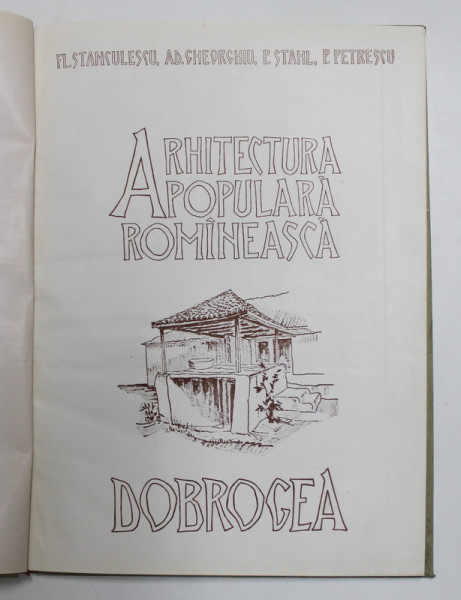 FL. STANCULESCU, AD. GHEORGHIU, P. STAHL, P. PETRESCU
ARHITECTURA
POPULARĂ
ROMÎNEASCĂ
DOBROGEA